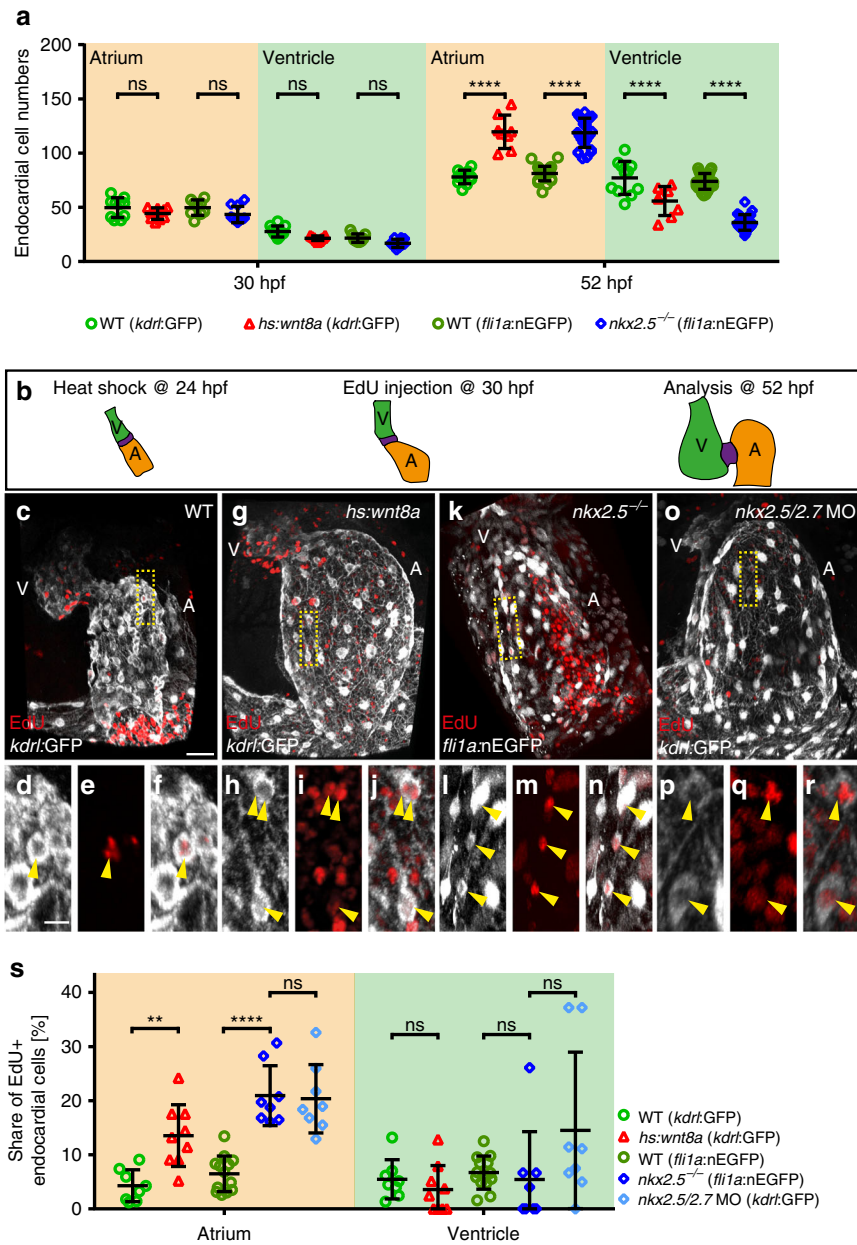 a
Endocardial cell numbers
200
150
100
50
0
Atrium
Ventricle
Atrium
Ventricle
ns
ns
ns
ns
****
****
****
****
30 hpf
52 hpf
WT (kdrl:GFP)
hs:wnt8a (kdrl:GFP)
WT (fli1a:nEGFP)
nkx2.5–/– (fli1a:nEGFP)
b
Heat shock @ 24 hpf
EdU injection @ 30 hpf
Analysis @ 52 hpf
V
A
V
A
V
A
c
WT
V
A
EdU
kdrl:GFP
g
hs:wnt8a
V
A
EdU
kdrl:GFP
k
nkx2.5–/–
V
A
EdU
fli1a:nEGFP
o
nkx2.5/2.7 MO
V
A
EdU
kdrl:GFP
d
e
f
h
i
j
l
m
n
p
q
r
s
Share of EdU+
endocardial cells [%]
40
30
20
10
0
**
****
ns
ns
ns
ns
Atrium
Ventricle
WT (kdrl:GFP)
hs:wnt8a (kdrl:GFP)
WT (fli1a:nEGFP)
nkx2.5–/– (fli1a:nEGFP)
nkx2.5/2.7 MO (kdrl:GFP)